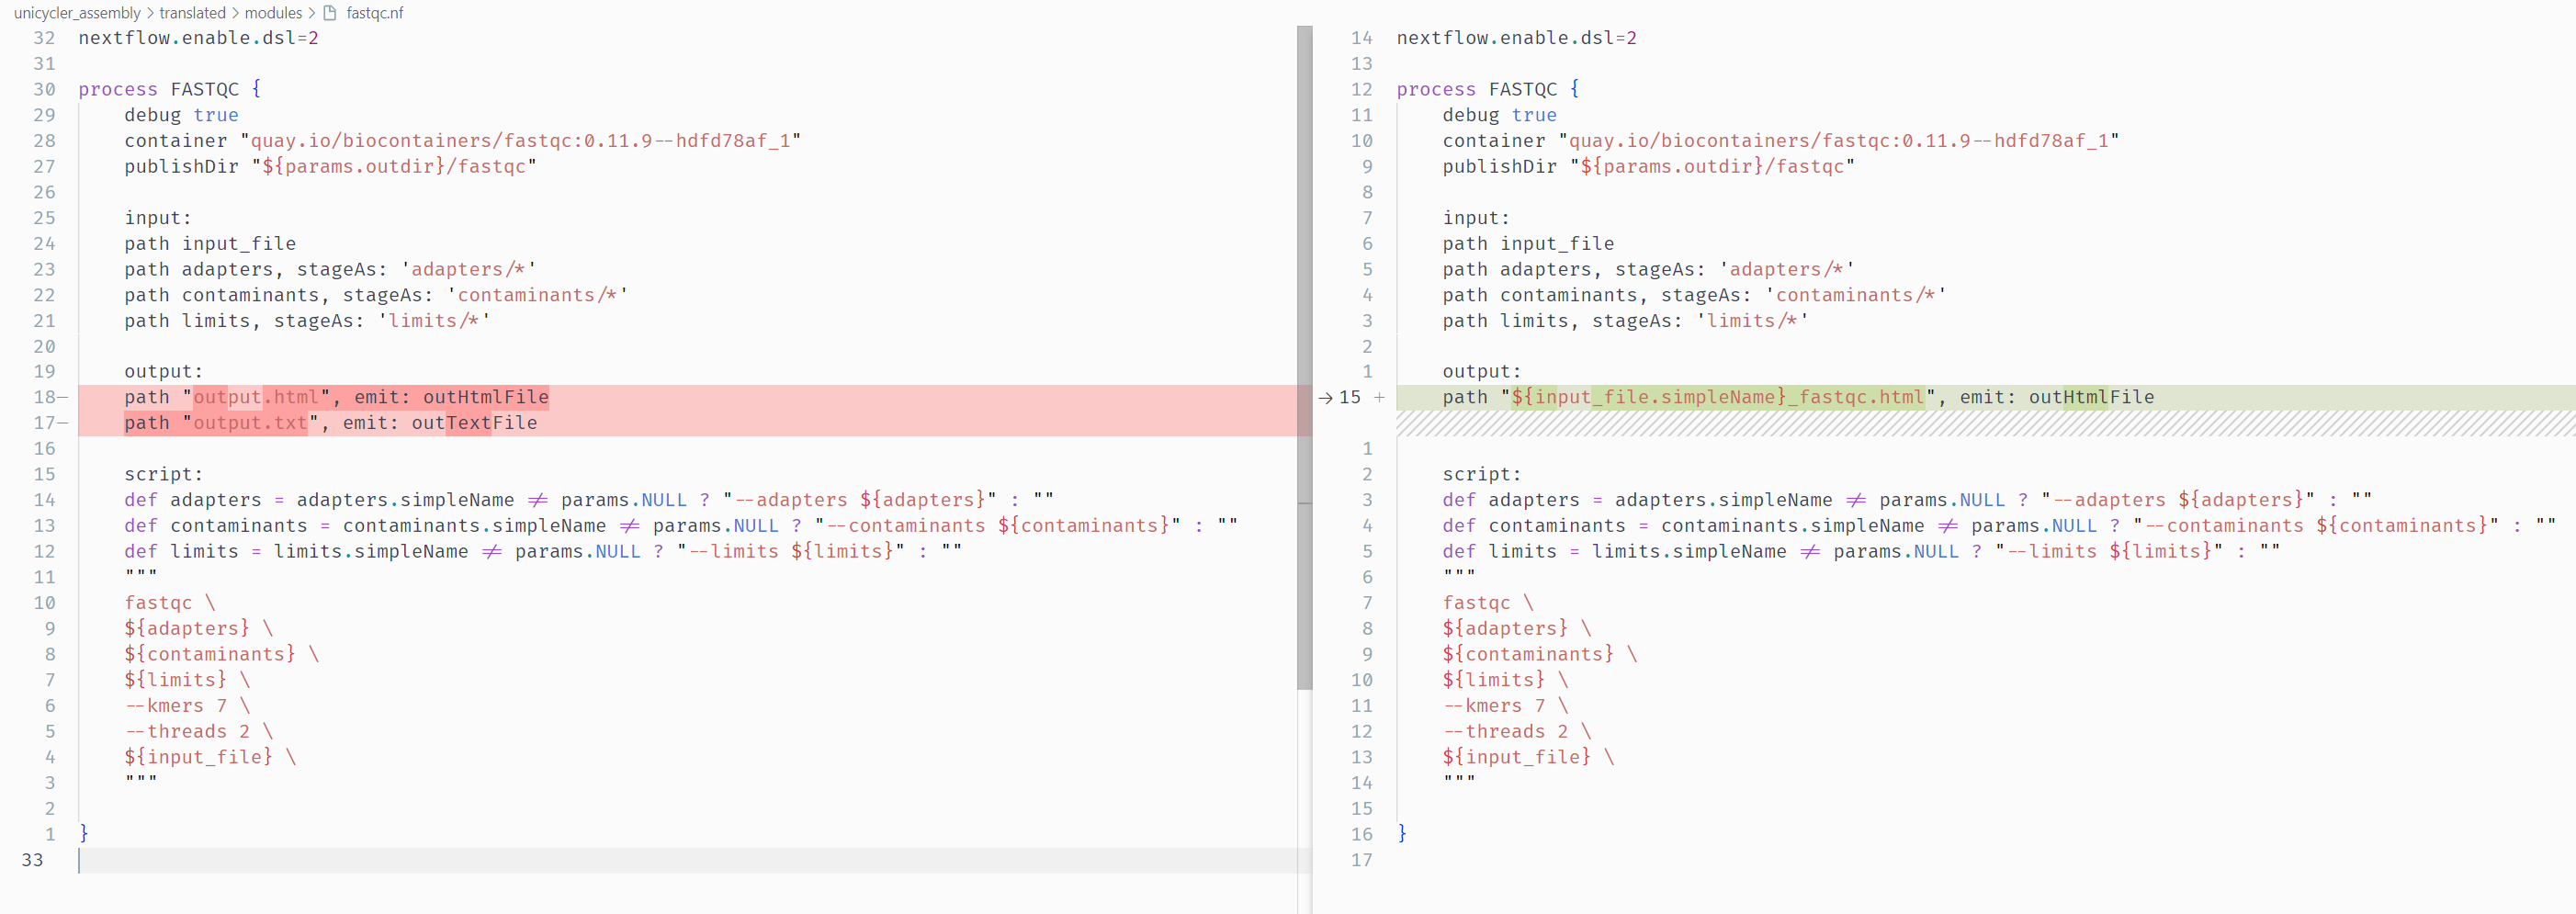 unicycler_assembly > translated > modules > fastqc.nf
32 nextflow.enable.dsl=2
31
30 process FASTQC {
29 debug true
28 container "quay.io/biocontainers/fastqc:0.11.9--hdfd78af_1"
27 publishDir "${params.outdir}/fastqc"
26
25 input:
24 path input_file
23 path adapters, stageAs: 'adapters/*'
22 path contaminants, stageAs: 'contaminants/*'
21 path limits, stageAs: 'limits/*'
20
19 output:
18− path "output.html", emit: outHtmlFile
17− path "output.txt", emit: outTextFile
16
15 script:
14 def adapters = adapters.simpleName ≠ params.NULL ? "--adapters ${adapters}" : ""
13 def contaminants = contaminants.simpleName ≠ params.NULL ? "--contaminants ${contaminants}" : ""
12 def limits = limits.simpleName ≠ params.NULL ? "--limits ${limits}" : ""
11 """
10 fastqc \
9 ${adapters} \
8 ${contaminants} \
7 ${limits} \
6 --kmers 7 \
5 --threads 2 \
4 ${input_file} \
3 """
2
1 }
33
14 nextflow.enable.dsl=2
13
12 process FASTQC {
11 debug true
10 container "quay.io/biocontainers/fastqc:0.11.9--hdfd78af_1"
9 publishDir "${params.outdir}/fastqc"
8
7 input:
6 path input_file
5 path adapters, stageAs: 'adapters/*'
4 path contaminants, stageAs: 'contaminants/*'
3 path limits, stageAs: 'limits/*'
2
1 output:
→ 15 + path "${input_file.simpleName}_fastqc.html", emit: outHtmlFile
1
2 script:
3 def adapters = adapters.simpleName ≠ params.NULL ? "--adapters ${adapters}" : ""
4 def contaminants = contaminants.simpleName ≠ params.NULL ? "--contaminants ${contaminants}" : ""
5 def limits = limits.simpleName ≠ params.NULL ? "--limits ${limits}" : ""
6 """
7 fastqc \
8 ${adapters} \
9 ${contaminants} \
10 ${limits} \
11 --kmers 7 \
12 --threads 2 \
13 ${input_file} \
14 """
15
16 }
17